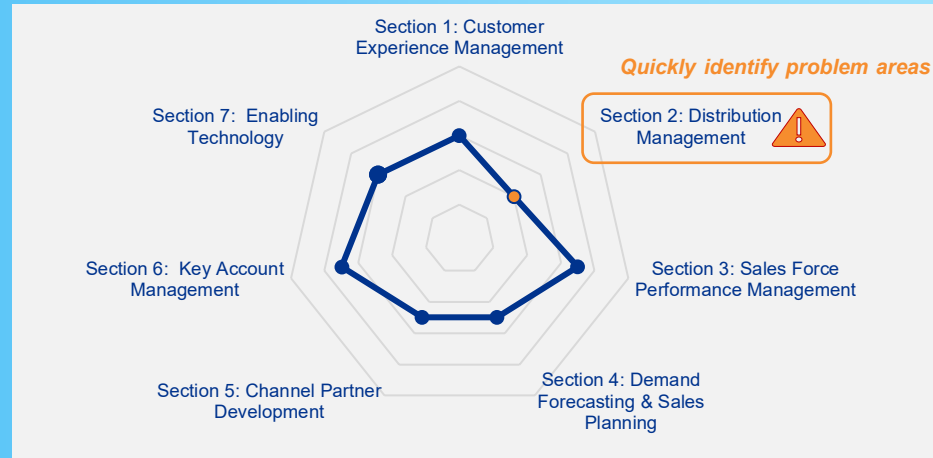 Section 1: Customer
Experience Management
Quickly identify problem areas
Section 7:  Enabling
Technology
Section 2: Distribution
Management
!
Section 6:  Key Account
Management
Section 3: Sales Force
Performance Management
Section 5: Channel Partner
Development
Section 4: Demand
Forecasting & Sales
Planning